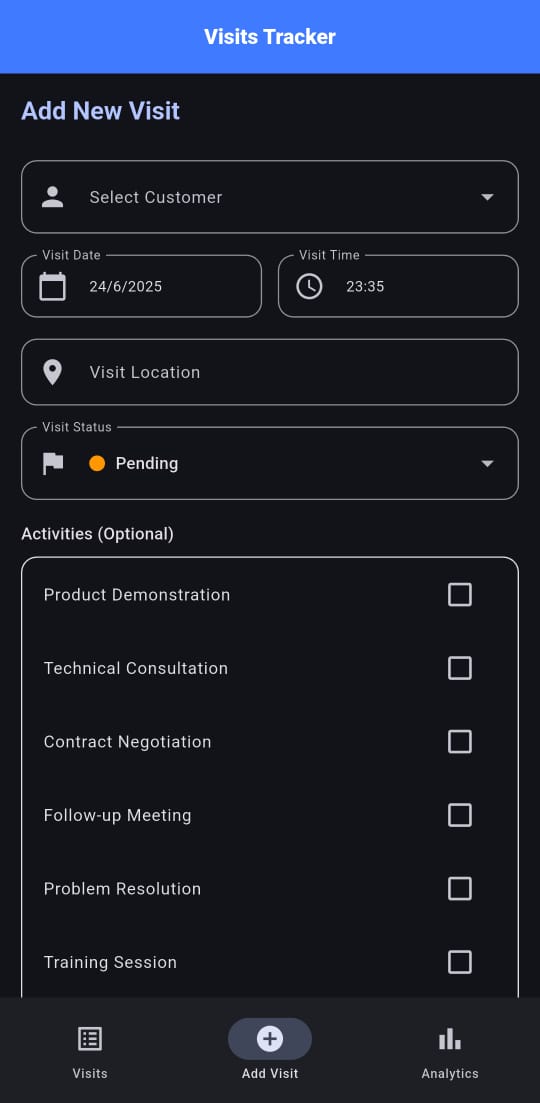 Visits Tracker
Add New Visit
Select Customer
Visit Date
24/6/2025
Visit Time
23:35
Visit Location
Visit Status
Pending
Activities (Optional)
Product Demonstration
Technical Consultation
Contract Negotiation
Follow-up Meeting
Problem Resolution
Training Session
Visits
Add Visit
Analytics